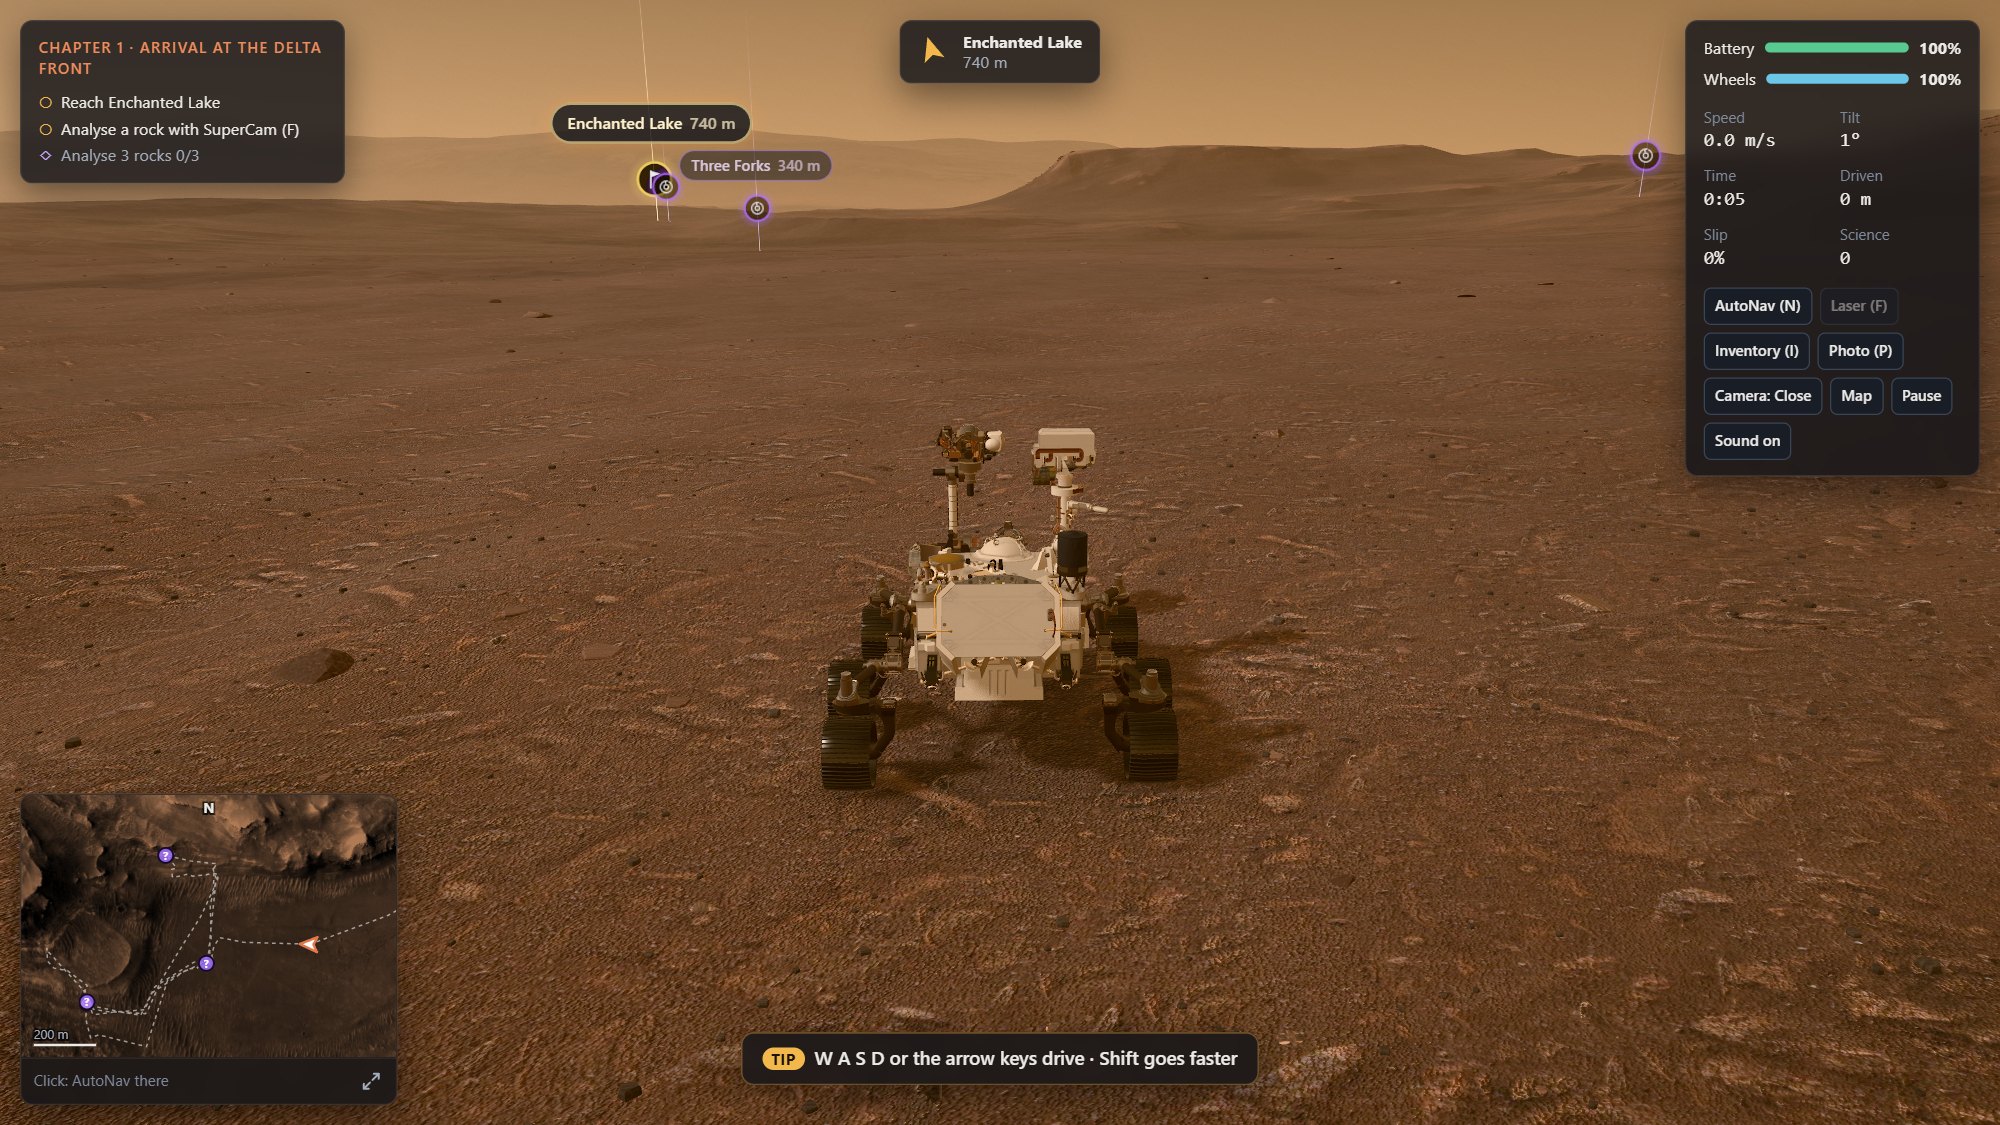 CHAPTER 1 · ARRIVAL AT THE DELTA
FRONT
Reach Enchanted Lake
Analyse a rock with SuperCam (F)
Analyse 3 rocks 0/3
Enchanted Lake
740 m
Enchanted Lake 740 m
Three Forks 340 m
Battery 100%
Wheels 100%
Speed Tilt
0.0 m/s 1°
Time Driven
0:05 0 m
Slip Science
0% 0
AutoNav (N) Laser (F)
Inventory (I) Photo (P)
Camera: Close Map Pause
Sound on
N
?
?
?
200 m
Click: AutoNav there
TIP W A S D or the arrow keys drive · Shift goes faster